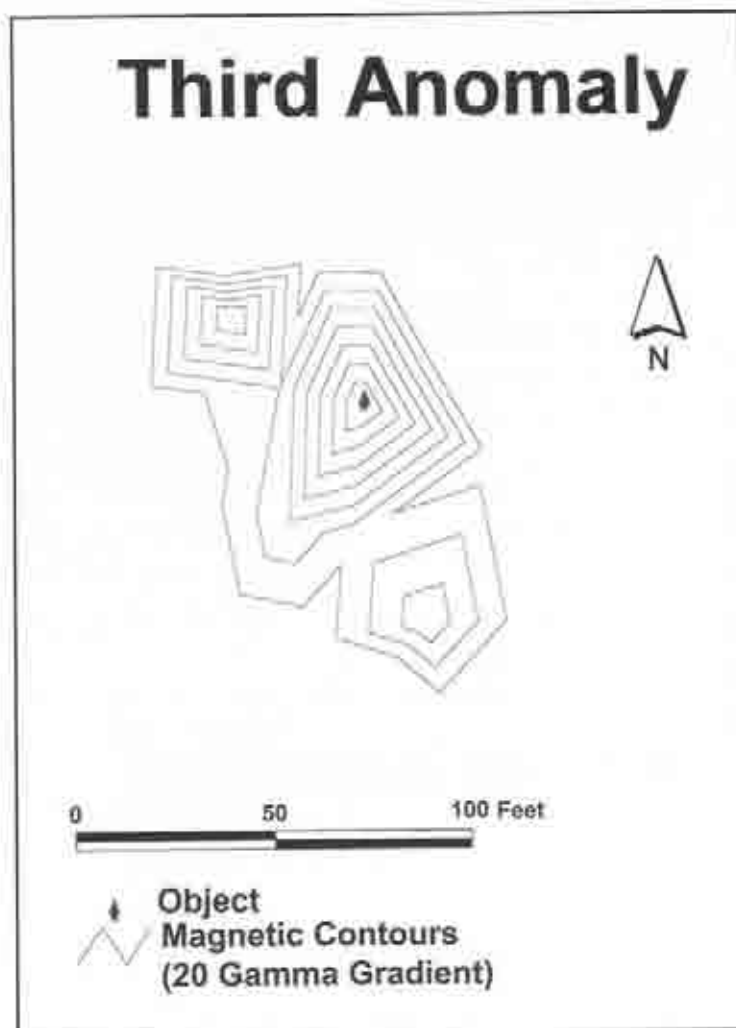 Third Anomaly
N
0 50 100 Feet
Object
Magnetic Contours
(20 Gamma Gradient)